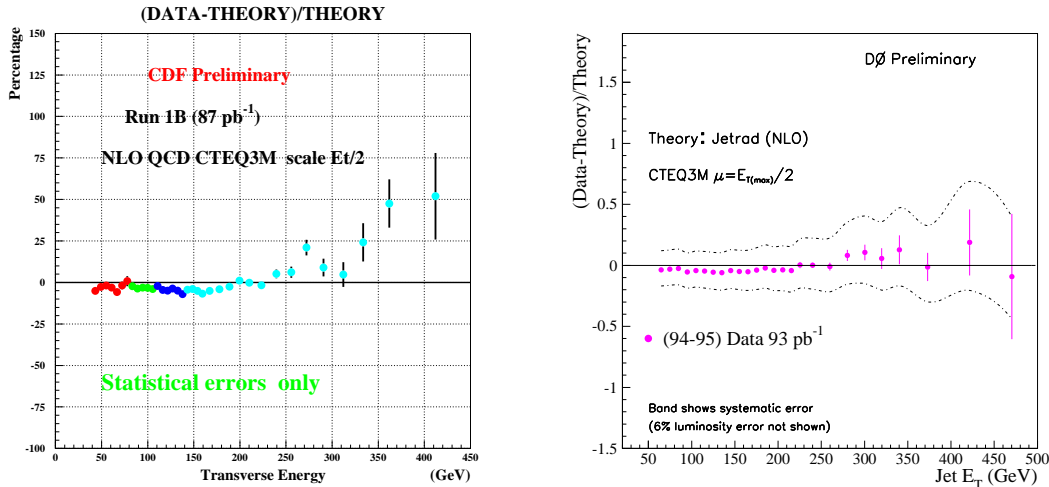 (DATA-THEORY)/THEORY
Percentage
150
125
100
75
50
25
0
-25
-50
-75
-100
CDF Preliminary
Run 1B (87 pb⁻¹)
NLO QCD CTEQ3M scale Et/2
Statistical errors only
0 50 100 150 200 250 300 350 400 450
Transverse Energy (GeV)
(Data-Theory)/Theory
1.5
1
0.5
0
-0.5
-1
-1.5
DØ Preliminary
Theory: Jetrad (NLO)
CTEQ3M μ=E_T(max)/2
(94-95) Data 93 pb⁻¹
Band shows systematic error
(6% luminosity error not shown)
50 100 150 200 250 300 350 400 450 500
Jet E_T (GeV)